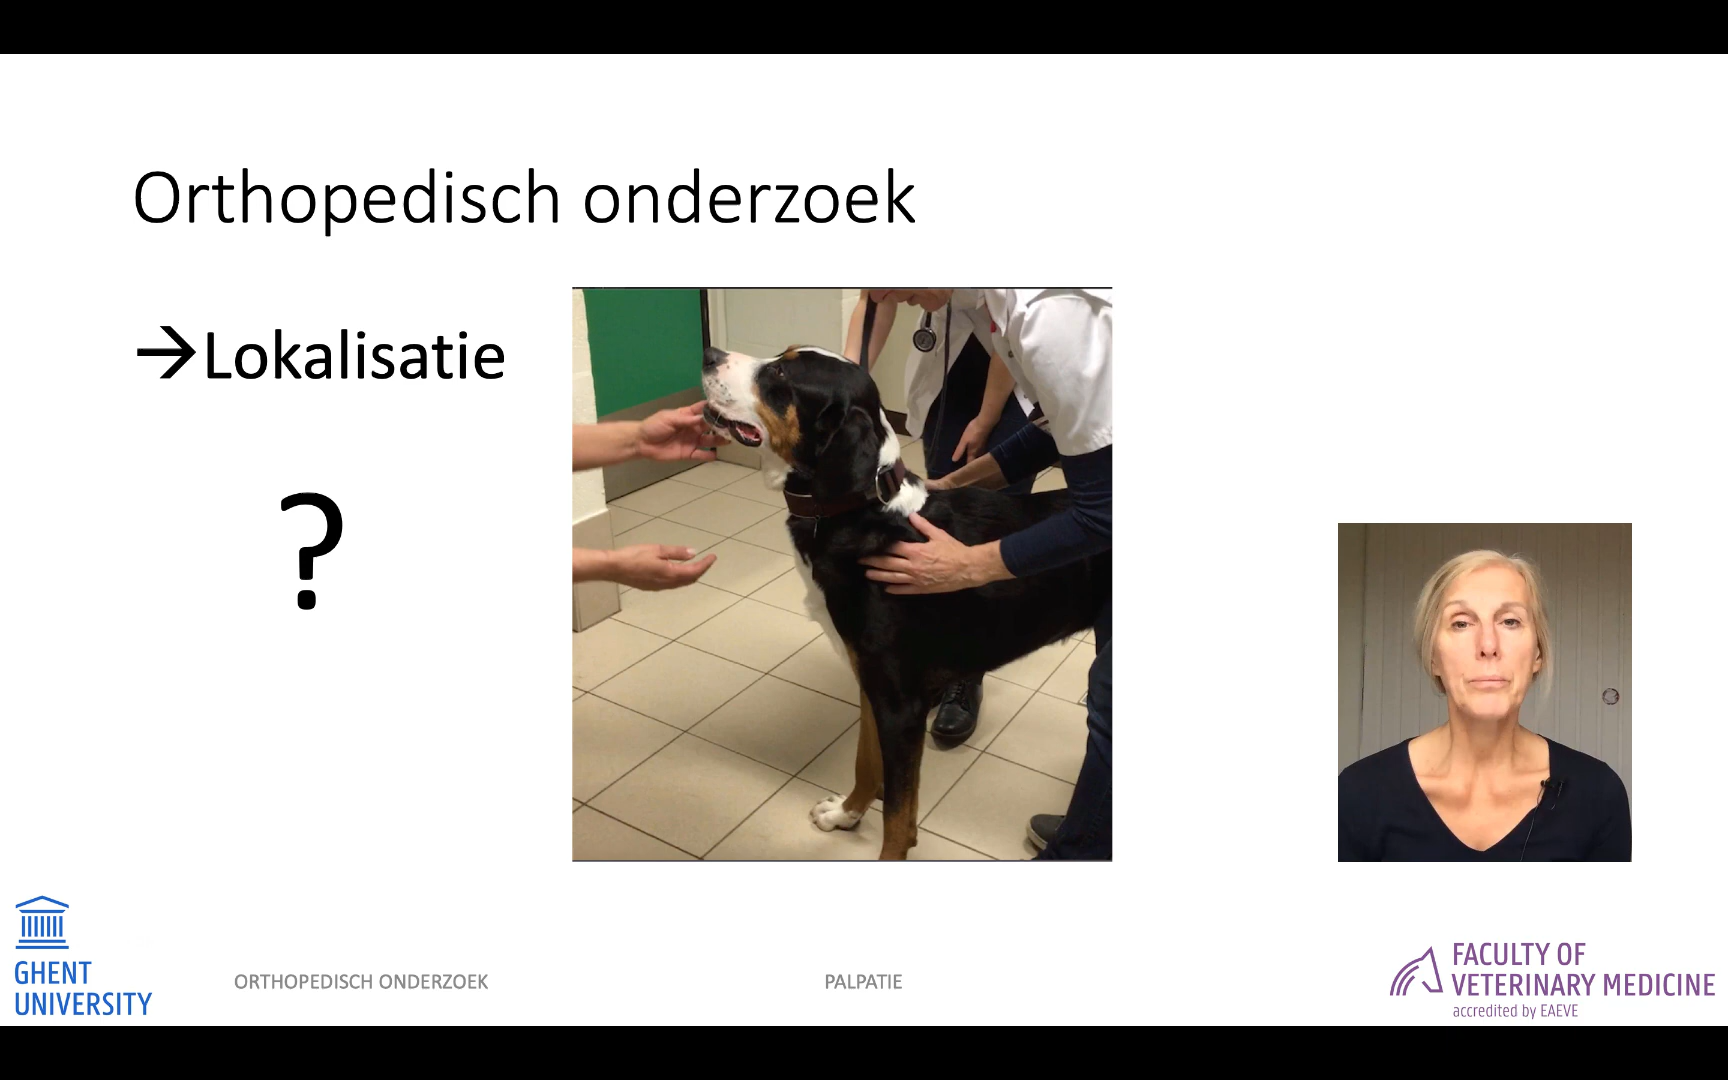 Orthopedisch onderzoek
→Lokalisatie
?
GHENT
UNIVERSITY
ORTHOPEDISCH ONDERZOEK
PALPATIE
FACULTY OF
VETERINARY MEDICINE
accredited by EAEVE